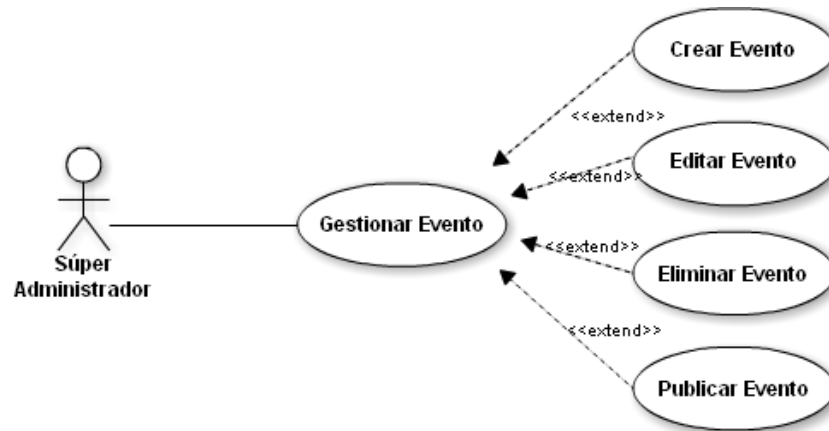 Crear Evento
<<extend>>
Editar Evento
<<extend>>
Gestionar Evento
<<extend>>
Súper
Administrador
Eliminar Evento
<<extend>>
Publicar Evento